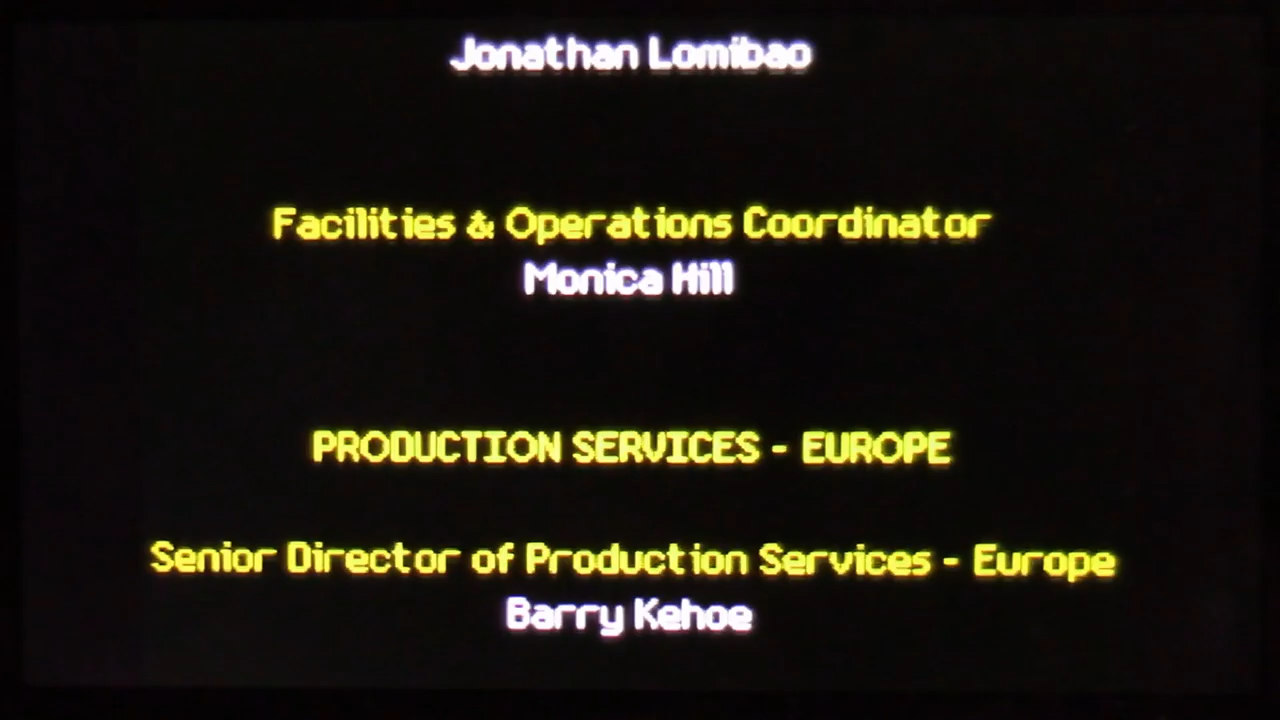 Jonathan Lomibao
Facilities & Operations Coordinator
Monica Hill
PRODUCTION SERVICES - EUROPE
Senior Director of Production Services - Europe
Barry Kehoe